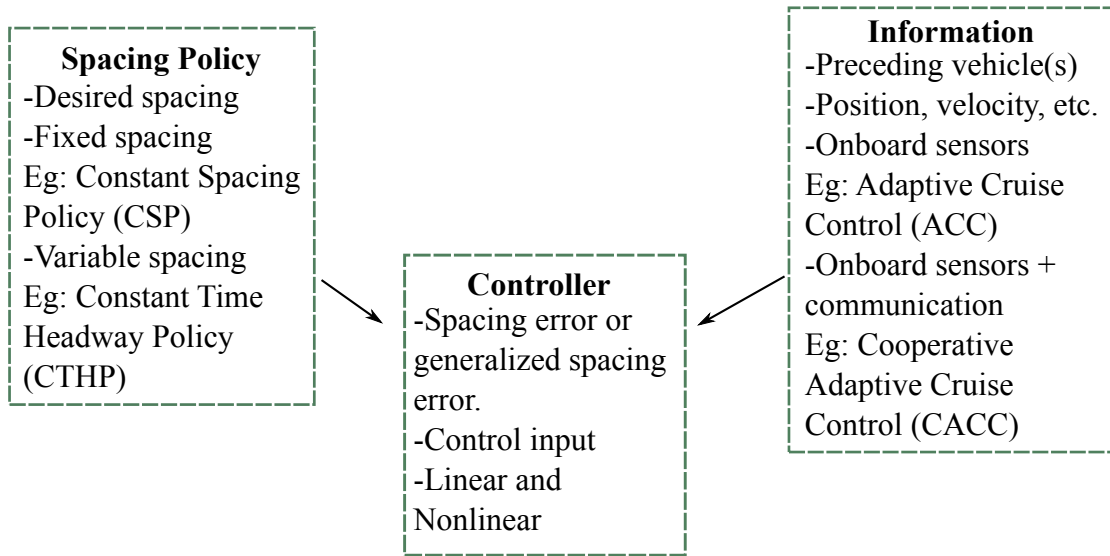 Spacing Policy
-Desired spacing
-Fixed spacing
Eg: Constant Spacing
Policy (CSP)
-Variable spacing
Eg: Constant Time
Headway Policy
(CTHP)
Controller
-Spacing error or
generalized spacing
error.
-Control input
-Linear and
Nonlinear
Information
-Preceding vehicle(s)
-Position, velocity, etc.
-Onboard sensors
Eg: Adaptive Cruise
Control (ACC)
-Onboard sensors +
communication
Eg: Cooperative
Adaptive Cruise
Control (CACC)